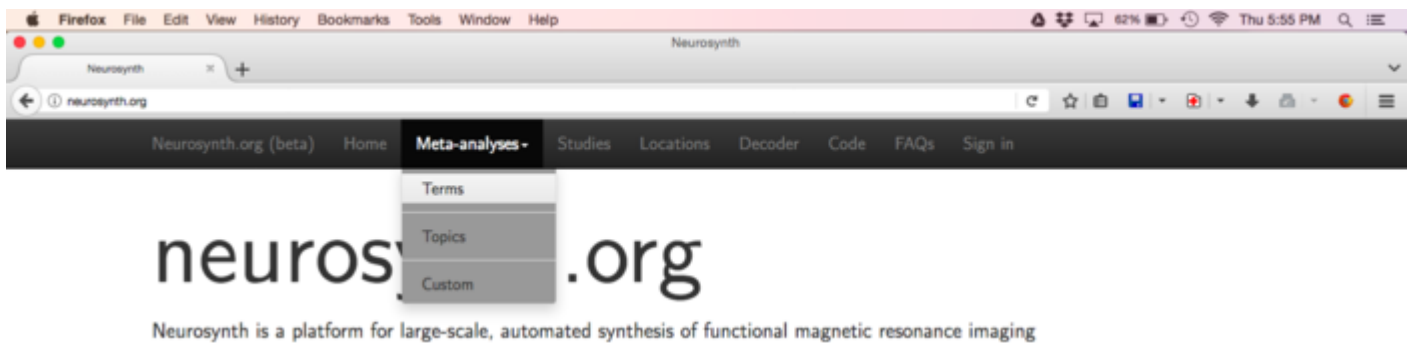 Firefox File Edit View History Bookmarks Tools Window Help 62% Thu 5:55 PM
Neurosynth
Neurosynth
neurosynth.org
Neurosynth.org (beta) Home Meta-analyses Studies Locations Decoder Code FAQs Sign in
Terms
Topics
Custom
neuros .org
Neurosynth is a platform for large-scale, automated synthesis of functional magnetic resonance imaging